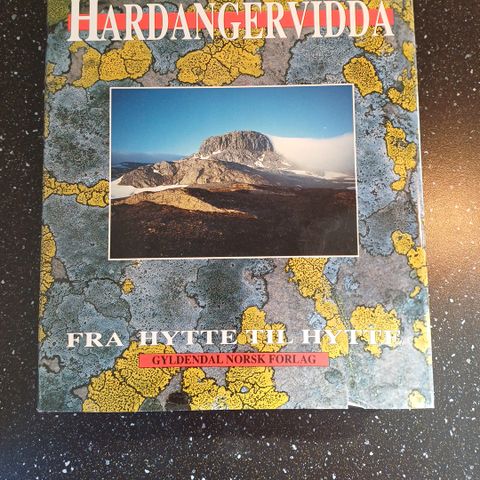 HARDANGERVIDDA
FRA HYTTE TIL HYTTE
GYLDENDAL NORSK FORLAG